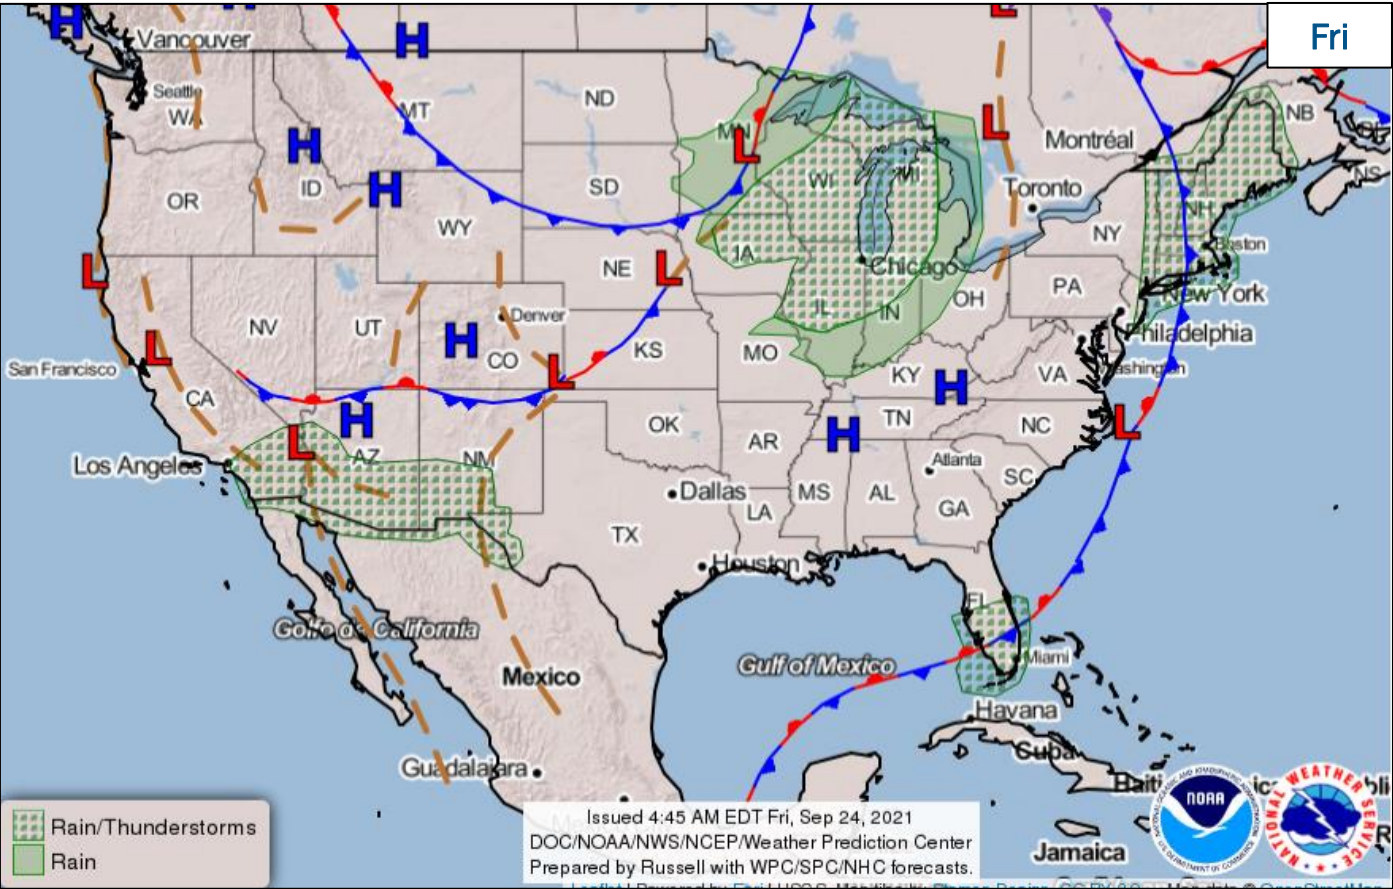 Fri
H
H
H
L
Vancouver
Seattle
WA
MT
ND
MN
L
L
NB
Montréal
H
ID
H
OR
SD
WI
MI
Toronto
NS
NH
WY
IA
NY
Boston
L
NE
L
Chicago
PA
New York
OH
NV
UT
Denver
IL
IN
Philadelphia
H
CO
KS
MO
San Francisco
L
L
KY
VA
Washington
H
CA
H
OK
AR
TN
H
NC
L
L
AZ
NM
Los Angeles
Atlanta
SC
Dallas
MS
AL
GA
LA
TX
Houston
FL
Golfo de California
Gulf of Mexico
Miami
Mexico
Havana
Cuba
Guadalajara
Haiti
NOAA
NATIONAL WEATHER SERVICE
Jamaica
Rain/Thunderstorms
Rain
Issued 4:45 AM EDT Fri, Sep 24, 2021
DOC/NOAA/NWS/NCEP/Weather Prediction Center
Prepared by Russell with WPC/SPC/NHC forecasts.